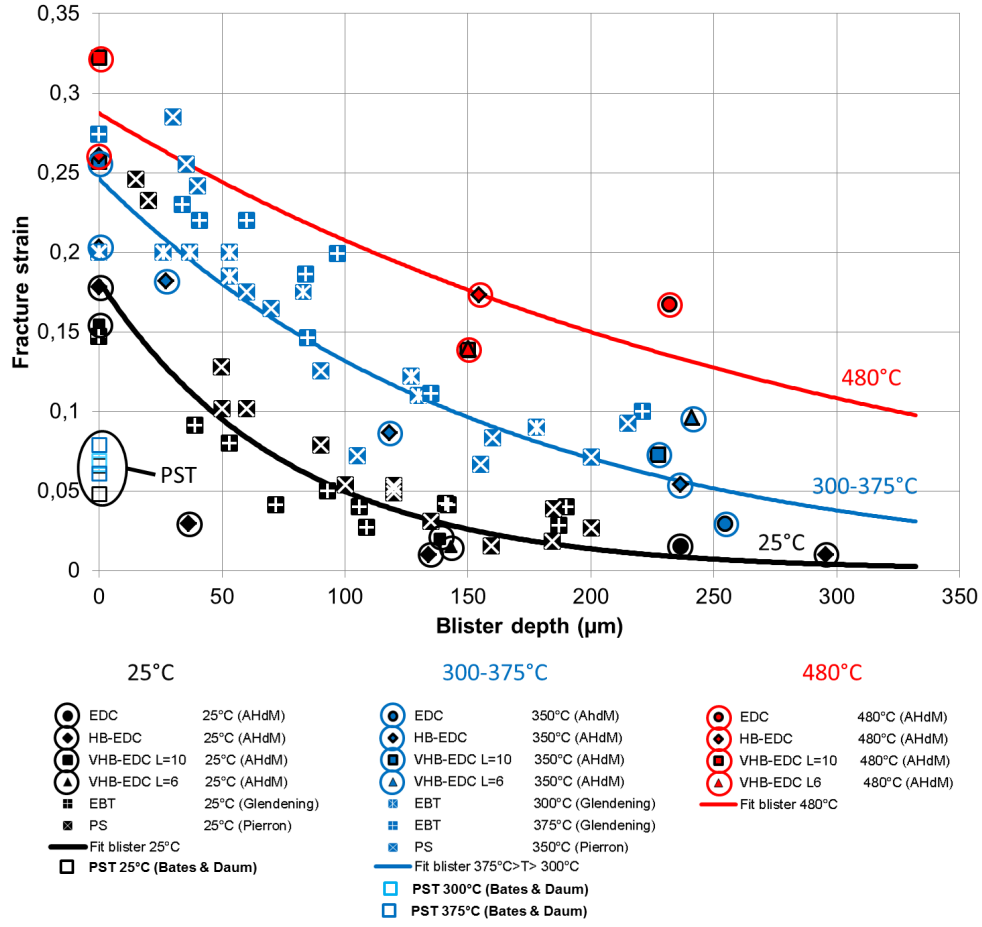 0,35
0,3
0,25
0,2
0,15
0,1
0,05
0
Fracture strain
480°C
300-375°C
25°C
PST
0 50 100 150 200 250 300 350
Blister depth (µm)
25°C 300-375°C 480°C
EDC 25°C (AHdM)
HB-EDC 25°C (AHdM)
VHB-EDC L=10 25°C (AHdM)
VHB-EDC L=6 25°C (AHdM)
EBT 25°C (Glendening)
PS 25°C (Pierron)
Fit blister 25°C
PST 25°C (Bates & Daum)
EDC 350°C (AhdM)
HB-EDC 350°C (AHdM)
VHB-EDC L=10 350°C (AHdM)
VHB-EDC L=6 350°C (AHdM)
EBT 300°C (Glendening)
EBT 375°C (Glendening)
PS 350°C (Pierron)
Fit blister 375°C>T> 300°C
PST 300°C (Bates & Daum)
PST 375°C (Bates & Daum)
EDC 480°C (AHdM)
HB-EDC 480°C (AHdM)
VHB-EDC L=10 480°C (AHdM)
VHB-EDC L6 480°C (AHdM)
Fit blister 480°C